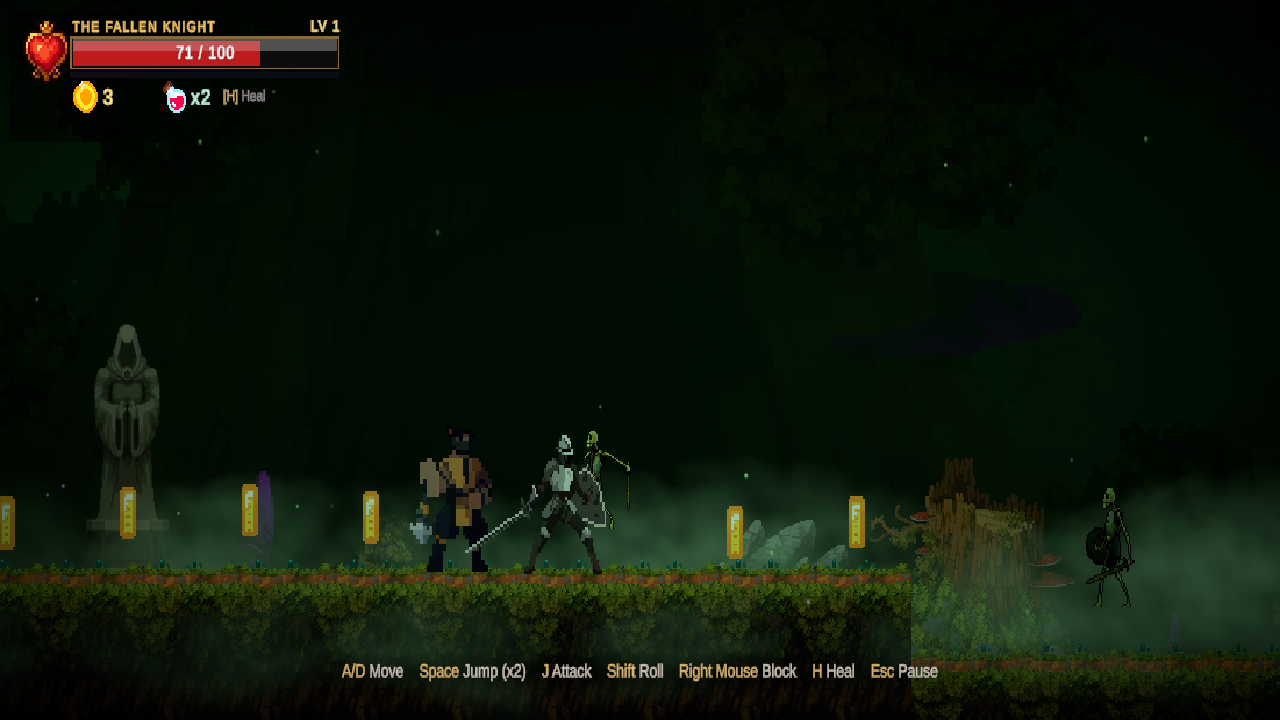 THE FALLEN KNIGHT LV 1
71 / 100
3 x2 [H] Heal
A/D Move Space Jump (x2) J Attack Shift Roll Right Mouse Block H Heal Esc Pause